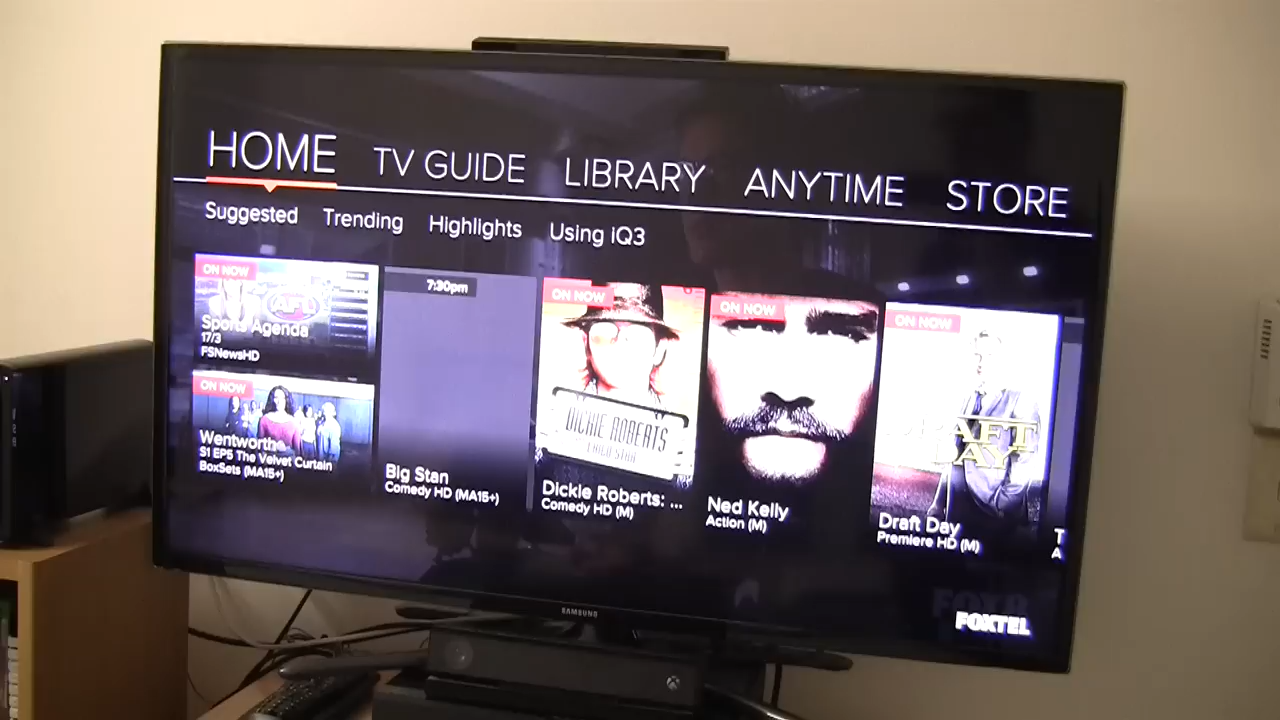 HOME TV GUIDE LIBRARY ANYTIME STORE
Suggested Trending Highlights Using iQ3
ON NOW
AFL
Sports Agenda
17/3
FSNewsHD
ON NOW
Wentworth
S1 EP5 The Velvet Curtain
BoxSets (MA15+)
7:30pm
Big Stan
Comedy HD (MA15+)
ON NOW
DICKIE ROBERTS
CHILD STAR
Dickie Roberts: ...
Comedy HD (M)
ON NOW
Ned Kelly
Action (M)
ON NOW
DRAFT
DAY
Draft Day
Premiere HD (M)
T
A
FOXTEL
SAMSUNG